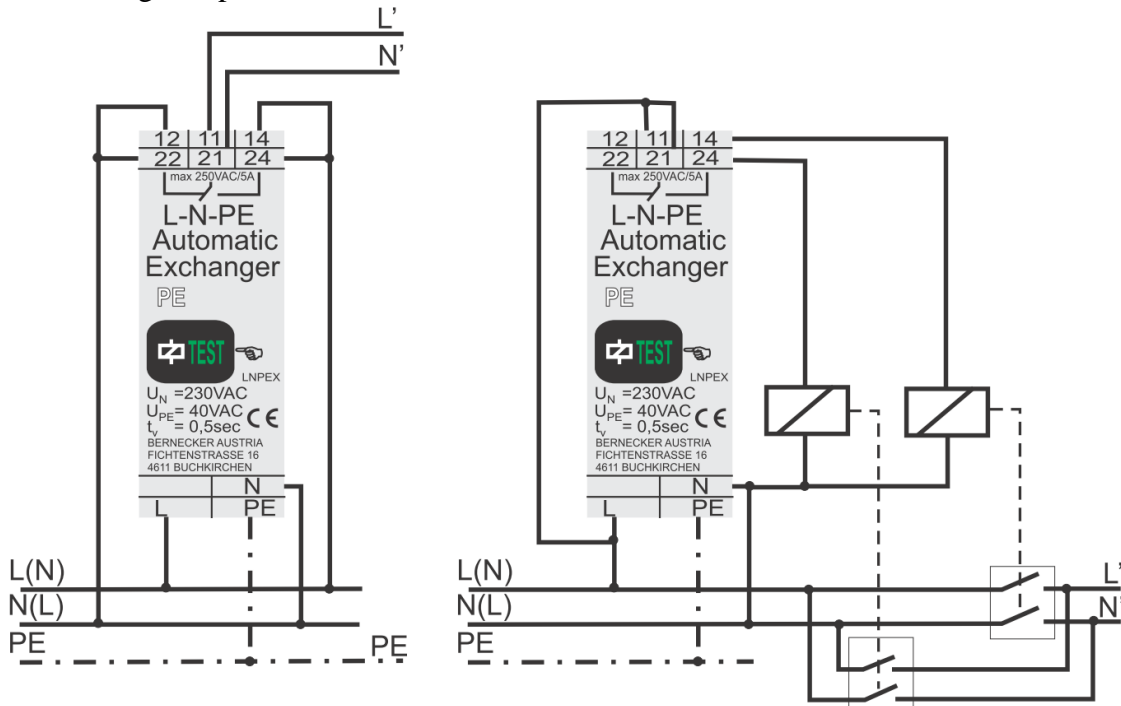 L'
N'
12 11 14
22 21 24
max 250VAC/5A
L-N-PE
Automatic
Exchanger
PE
TEST
LNPEX
U_N =230VAC
U_PE= 40VAC CE
t_v = 0,5sec
BERNECKER AUSTRIA
FICHTENSTRASSE 16
4611 BUCHKIRCHEN
N
L PE
L(N)
N(L)
PE PE
12 11 14
22 21 24
max 250VAC/5A
L-N-PE
Automatic
Exchanger
PE
TEST
LNPEX
U_N =230VAC
U_PE= 40VAC CE
t_v = 0,5sec
BERNECKER AUSTRIA
FICHTENSTRASSE 16
4611 BUCHKIRCHEN
N
L PE
L(N) L'
N(L) N'
PE